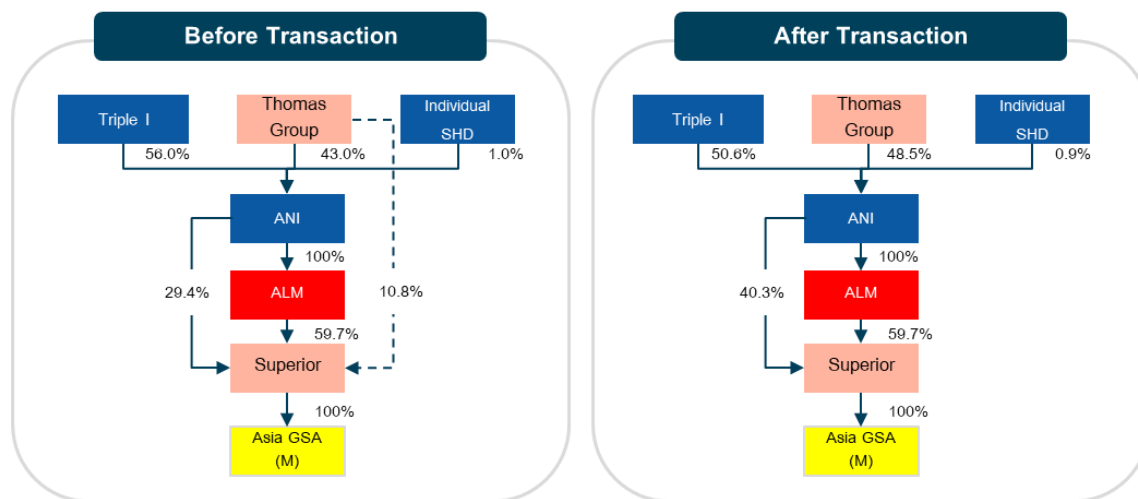 Before Transaction
Triple I
Thomas
Group
Individual
SHD
56.0%
43.0%
1.0%
ANI
100%
29.4%
ALM
10.8%
59.7%
Superior
100%
Asia GSA
(M)
After Transaction
Triple I
Thomas
Group
Individual
SHD
50.6%
48.5%
0.9%
ANI
100%
40.3%
ALM
59.7%
Superior
100%
Asia GSA
(M)